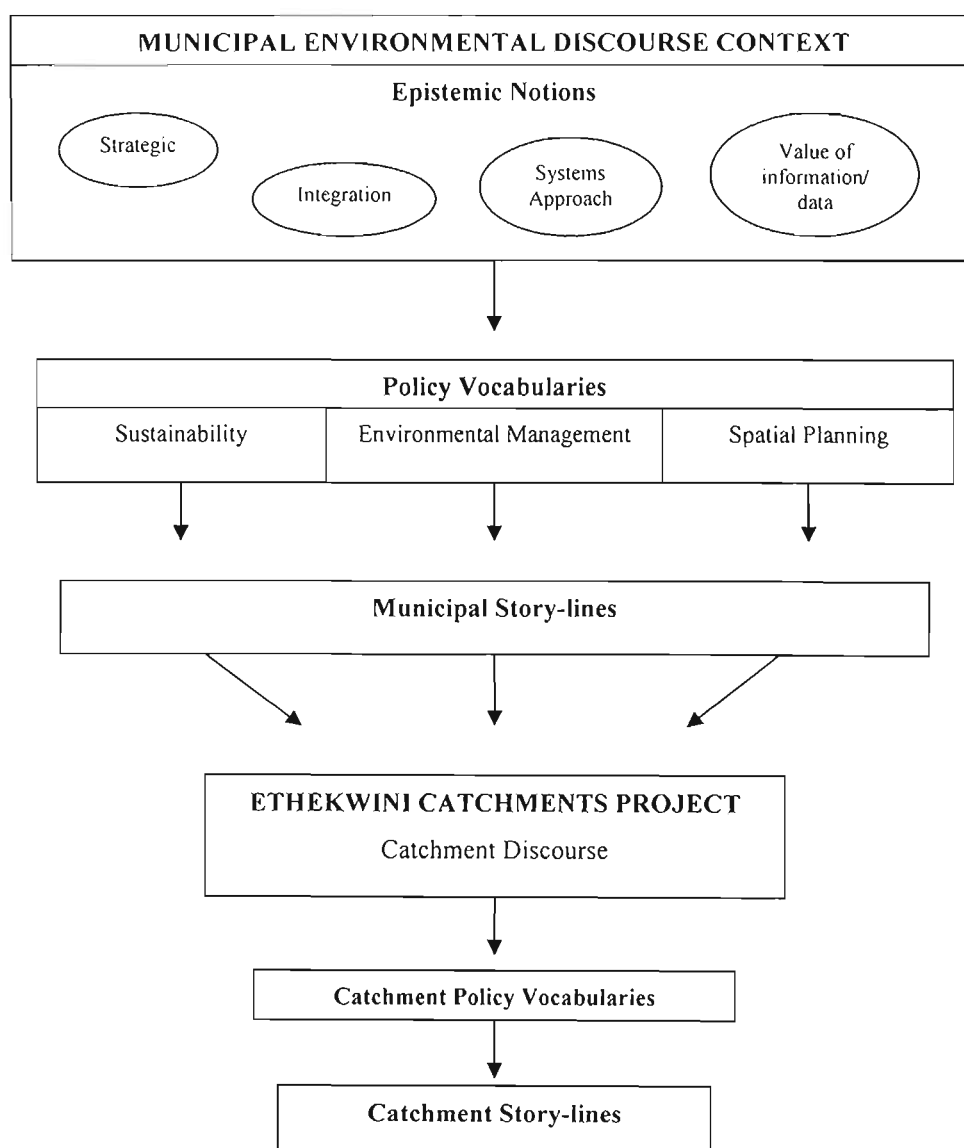 MUNICIPAL ENVIRONMENTAL DISCOURSE CONTEXT
Epistemic Notions
Strategic
Integration
Systems
Approach
Value of
information/
data
Policy Vocabularies
Sustainability
Environmental Management
Spatial Planning
Municipal Story-lines
ETHEKWINI CATCHMENTS PROJECT
Catchment Discourse
Catchment Policy Vocabularies
Catchment Story-lines